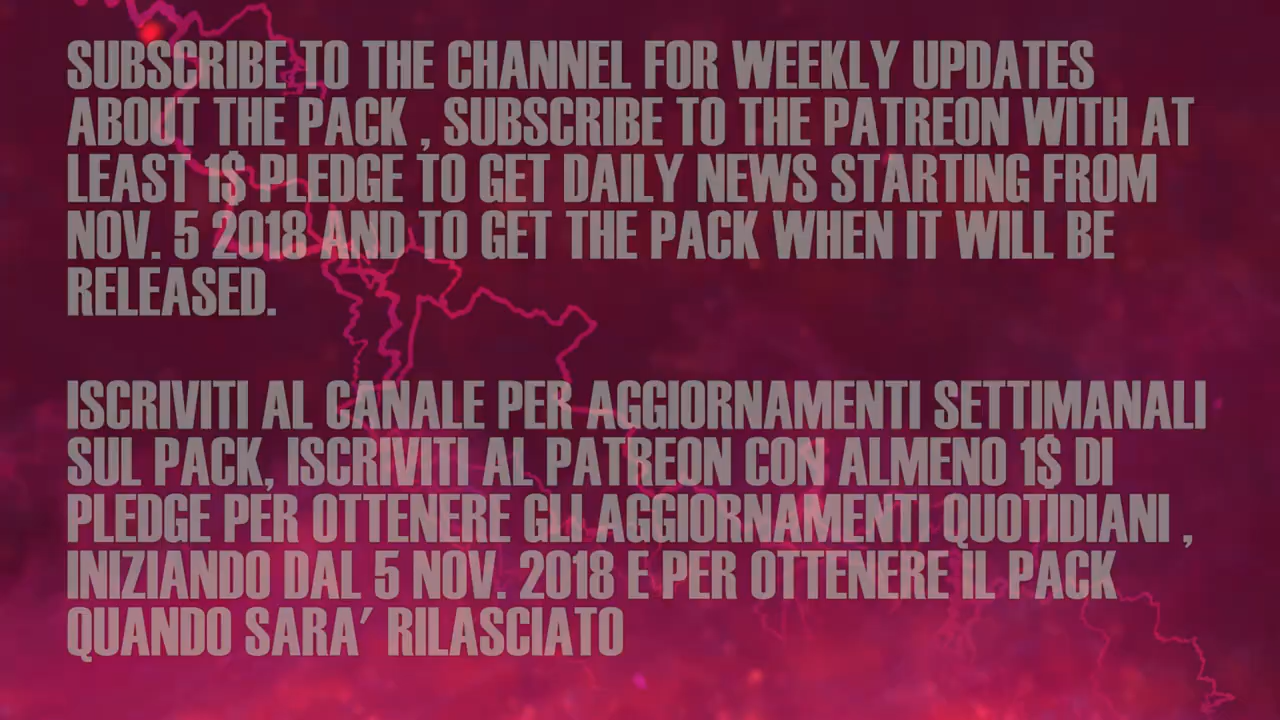 SUBSCRIBE TO THE CHANNEL FOR WEEKLY UPDATES
ABOUT THE PACK , SUBSCRIBE TO THE PATREON WITH AT
LEAST 1$ PLEDGE TO GET DAILY NEWS STARTING FROM
NOV. 5 2018 AND TO GET THE PACK WHEN IT WILL BE
RELEASED.
ISCRIVITI AL CANALE PER AGGIORNAMENTI SETTIMANALI
SUL PACK, ISCRIVITI AL PATREON CON ALMENO 1$ DI
PLEDGE PER OTTENERE GLI AGGIORNAMENTI QUOTIDIANI ,
INIZIANDO DAL 5 NOV. 2018 E PER OTTENERE IL PACK
QUANDO SARA' RILASCIATO